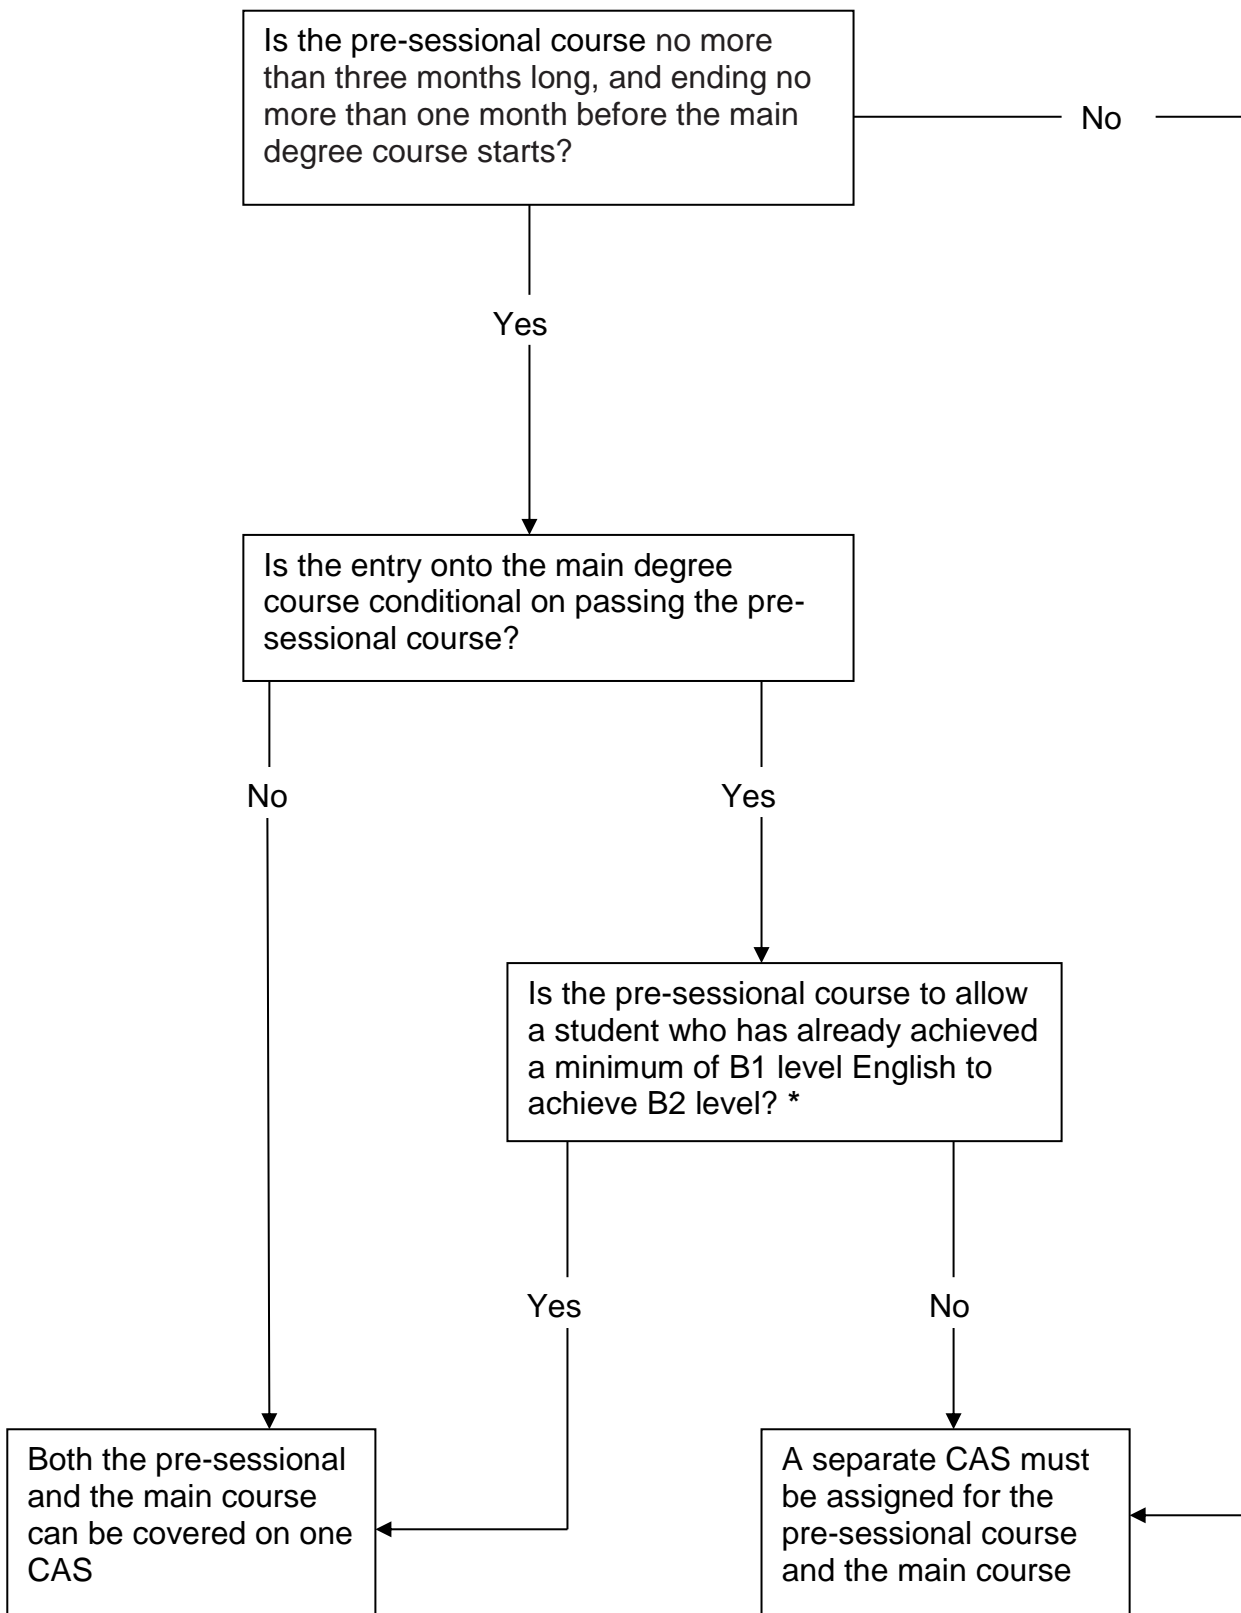 Is the pre-sessional course no more
than three months long, and ending no
more than one month before the main
degree course starts?
No
Yes
Is the entry onto the main degree
course conditional on passing the pre-
sessional course?
No
Yes
Is the pre-sessional course to allow
a student who has already achieved
a minimum of B1 level English to
achieve B2 level? *
Yes
No
Both the pre-sessional
and the main course
can be covered on one
CAS
A separate CAS must
be assigned for the
pre-sessional course
and the main course